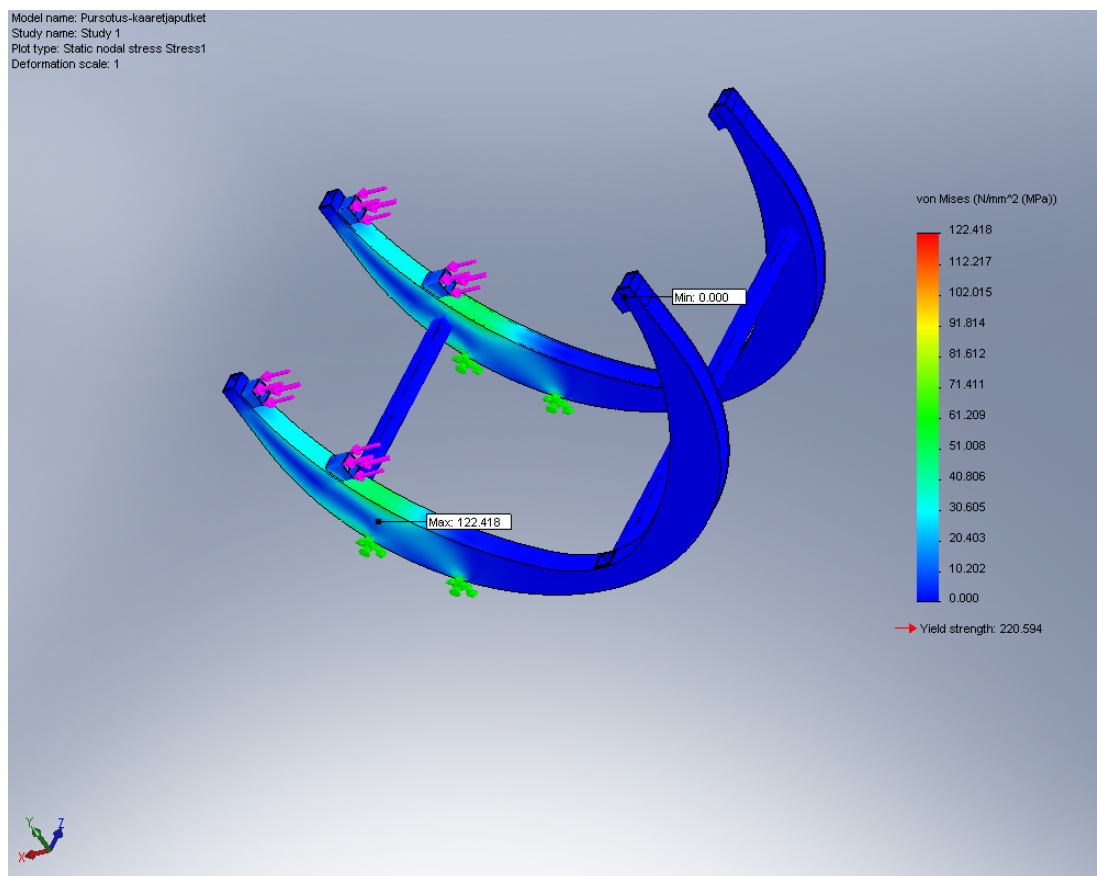 Model name: Pursotus-kaaretjaputket
Study name: Study 1
Plot type: Static nodal stress Stress1
Deformation scale: 1
von Mises (N/mm^2 (MPa))
122.418
112.217
102.015
91.814
81.612
71.411
61.209
51.008
40.806
30.605
20.403
10.202
0.000
Yield strength: 220.594
Min: 0.000
Max: 122.418
Y
Z
X